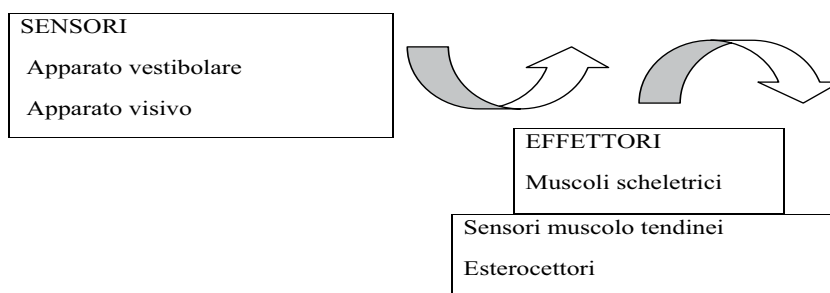 SENSORI
Apparato vestibolare
Apparato visivo
EFFETTORI
Muscoli scheletrici
Sensori muscolo tendinei
Esterocettori